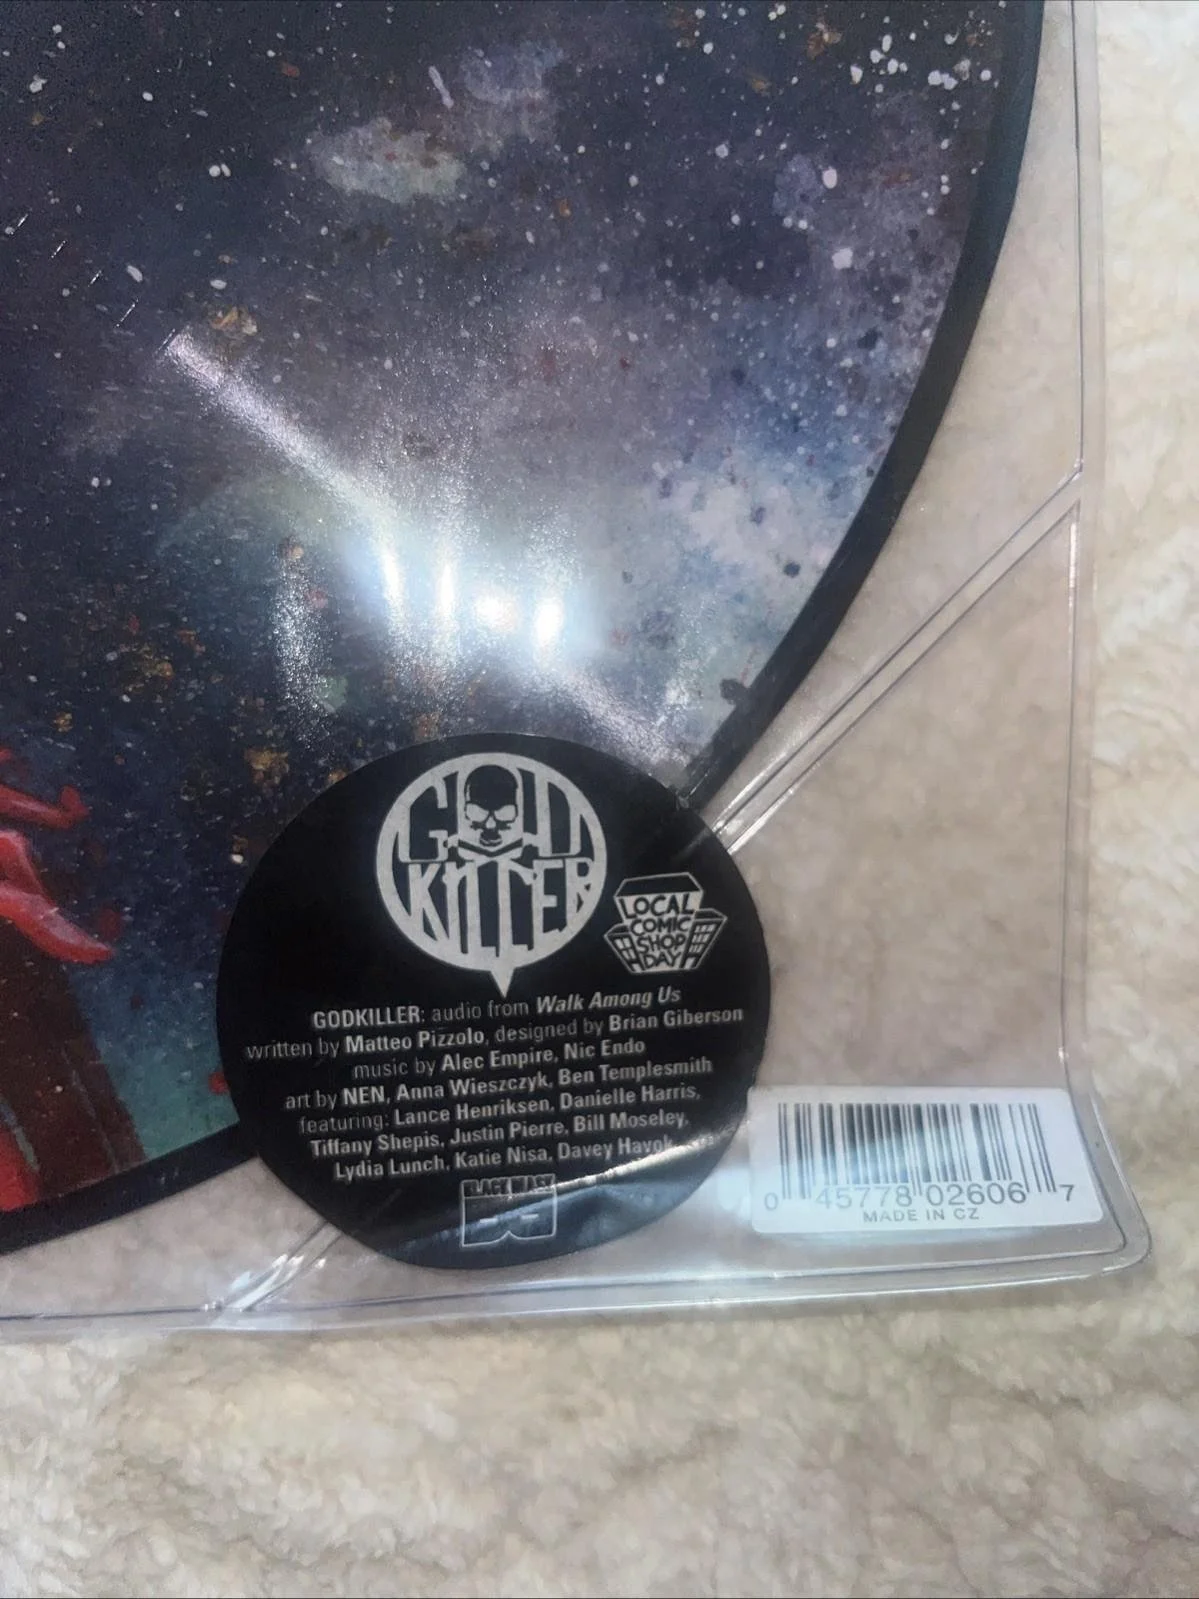 GOD
KILLER
LOCAL
COMIC
SHOP
DAY
GODKILLER: audio from Walk Among Us
written by Matteo Pizzolo, designed by Brian Giberson
music by Alec Empire, Nic Endo
art by NEN, Anna Wieszczyk, Ben Templesmith
featuring: Lance Henriksen, Danielle Harris,
Tiffany Shepis, Justin Pierre, Bill Moseley,
Lydia Lunch, Katie Nisa, Davey Havok
BLACK MASK
0 45778 02606 7
MADE IN CZ